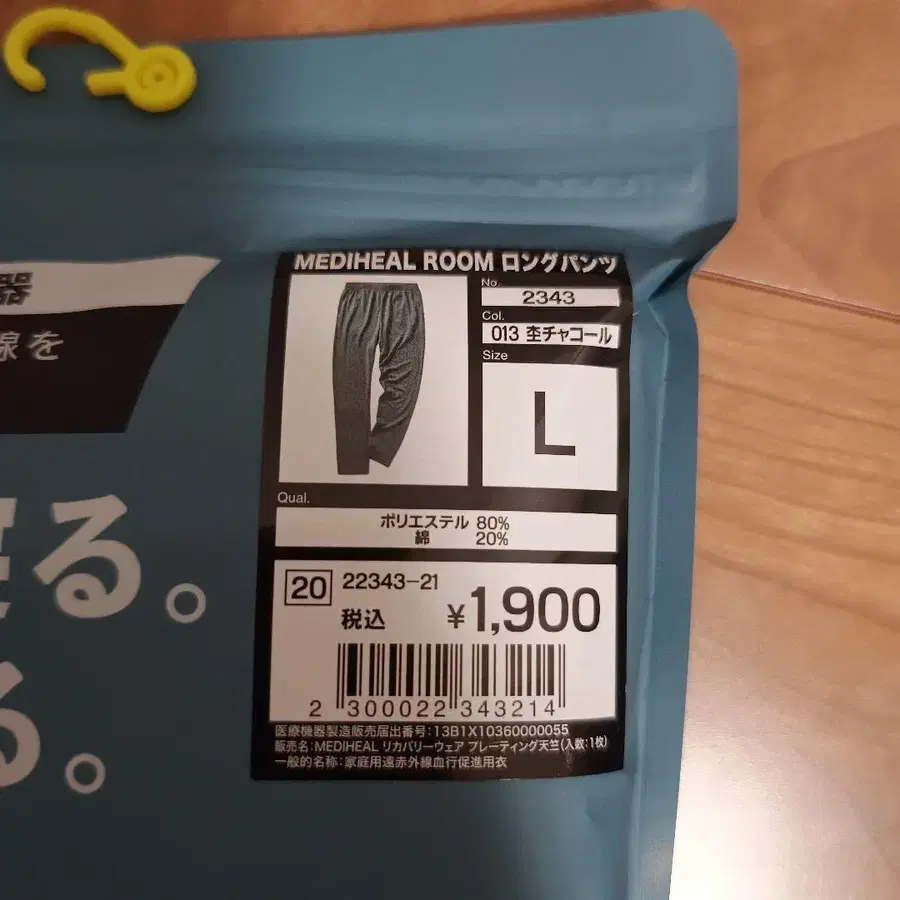 MEDIHEAL ROOM ロングパンツ
No.
2343
Col.
013 杢チャコール
Size
L
Qual.
ポリエステル 80%
綿 20%
20 22343-21
税込 ¥1,900
2 300022 343214
医療機器製造販売届出番号:13B1X10360000055
販売名:MEDIHEAL リカバリーウェア プレーティング天竺(入数:1枚)
一般的名称:家庭用遠赤外線血行促進用衣
器
線を
る。
る。